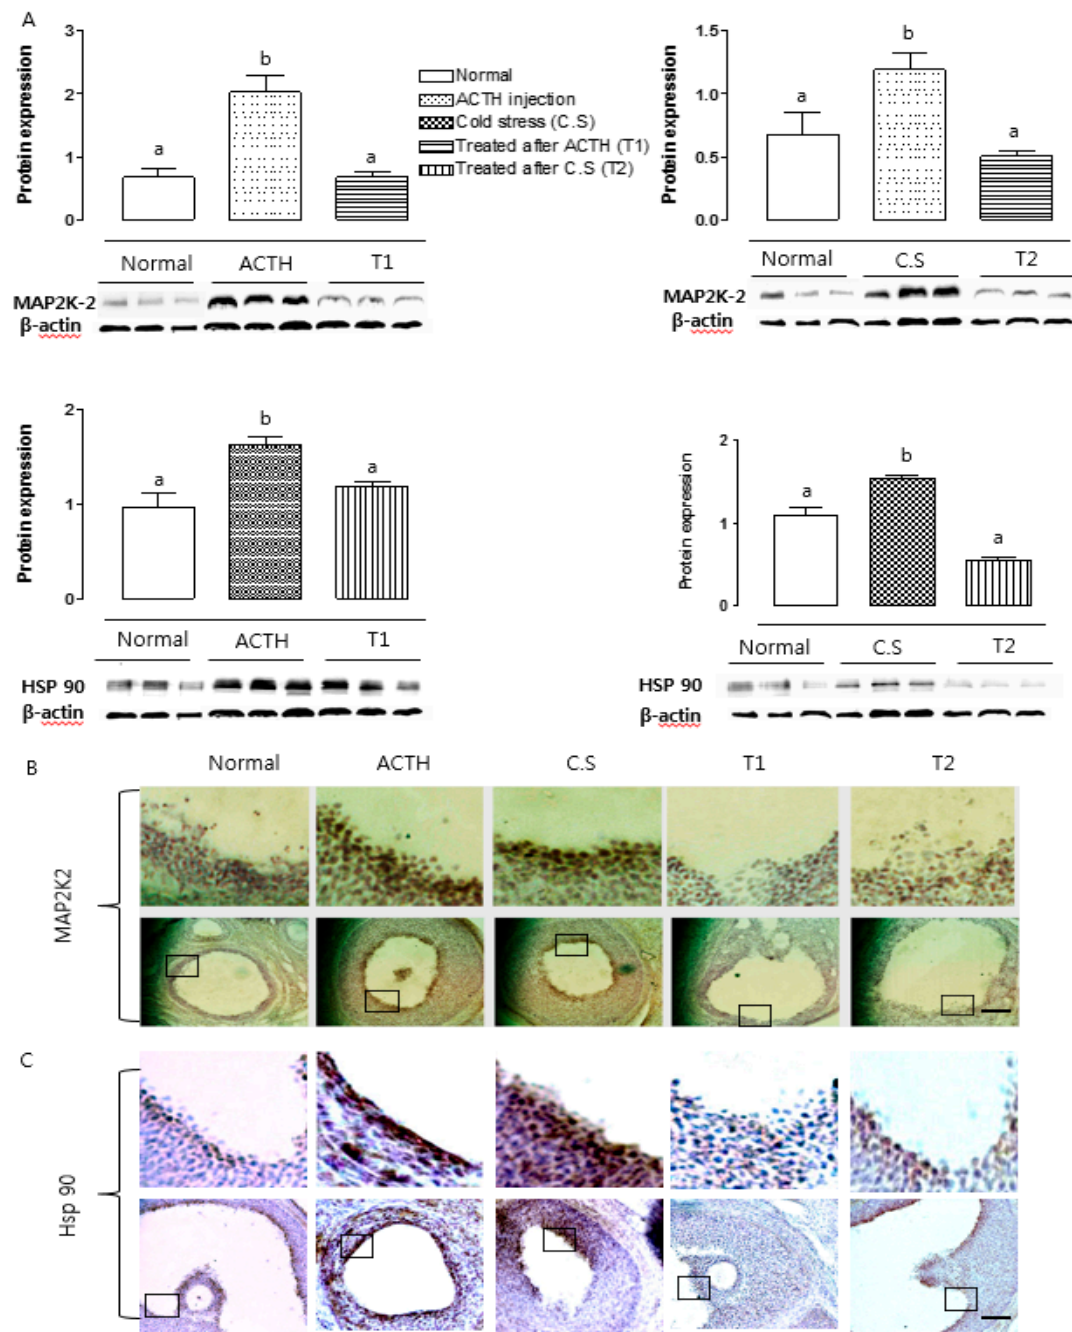 A
Protein expression
3
2
1
0
a
b
a
Normal
ACTH injection
Cold stress (C.S)
Treated after ACTH (T1)
Treated after C.S (T2)
Protein expression
1.5
1.0
0.5
0.0
a
b
a
Normal ACTH T1
MAP2K-2
β-actin
Normal C.S T2
MAP2K-2
β-actin
Protein expression
2
1
0
a
b
a
Normal ACTH T1
HSP 90
β-actin
Protein expression
2
1
0
a
b
a
Normal C.S T2
HSP 90
β-actin
B
Normal ACTH C.S T1 T2
MAP2K2
C
Hsp 90